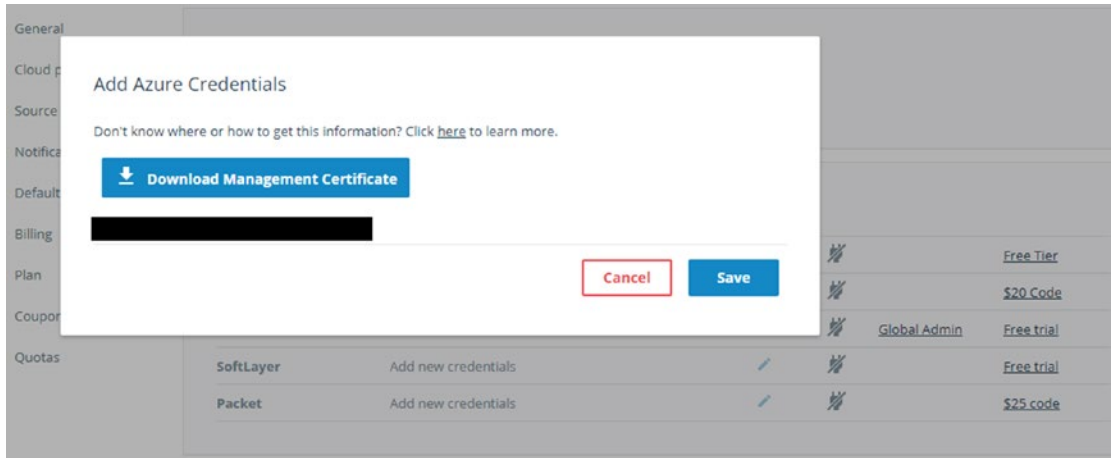 General
Cloud p
Source
Notifica
Default
Billing
Plan
Coupor
Quotas
Add Azure Credentials
Don't know where or how to get this information? Click here to learn more.
Download Management Certificate
Cancel
Save
Free Tier
$20 Code
Global Admin Free trial
SoftLayer Add new credentials Free trial
Packet Add new credentials $25 code